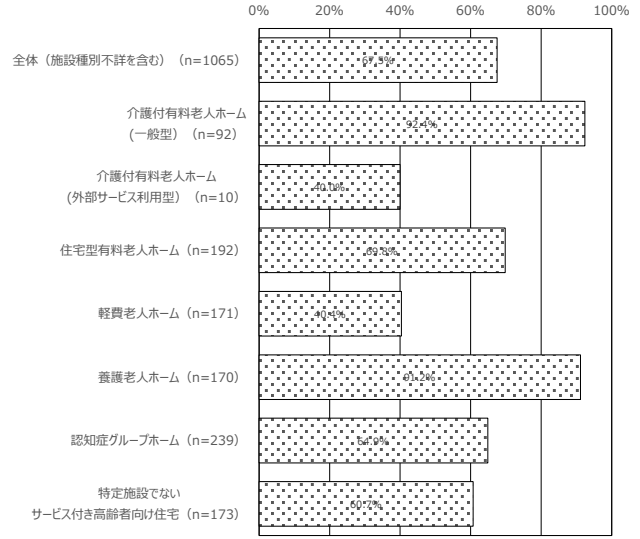 0% 20% 40% 60% 80% 100%
全体（施設種別不詳を含む）（n=1065） 67.5%
介護付有料老人ホーム
(一般型）（n=92） 92.4%
介護付有料老人ホーム
(外部サービス利用型）（n=10） 40.0%
住宅型有料老人ホーム（n=192） 69.8%
軽費老人ホーム（n=171） 40.4%
養護老人ホーム（n=170） 91.2%
認知症グループホーム（n=239） 64.9%
特定施設でない
サービス付き高齢者向け住宅（n=173） 60.7%